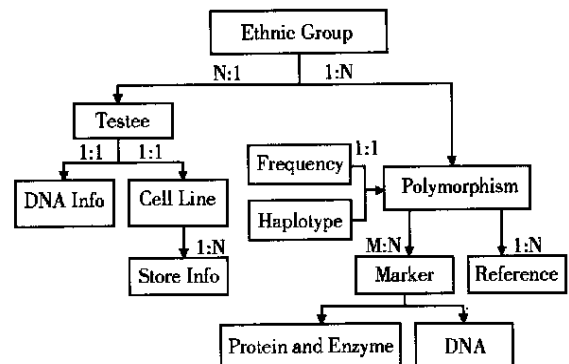 Ethnic Group
N:1 1:N
Testee
1:1 1:1
Frequency
1:1
DNA Info
Cell Line
Haplotype
Polymorphism
1:N
Store Info
M:N 1:N
Marker
Reference
Protein and Enzyme
DNA